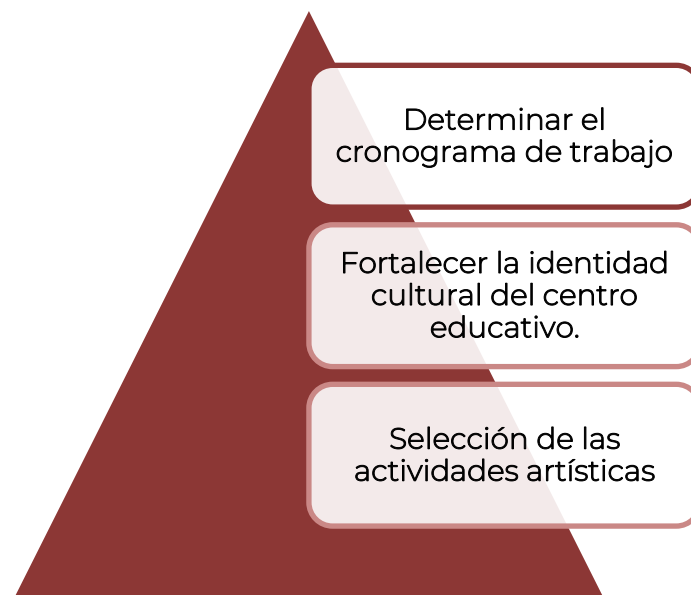 Determinar el
cronograma de trabajo
Fortalecer la identidad
cultural del centro
educativo.
Selección de las
actividades artísticas